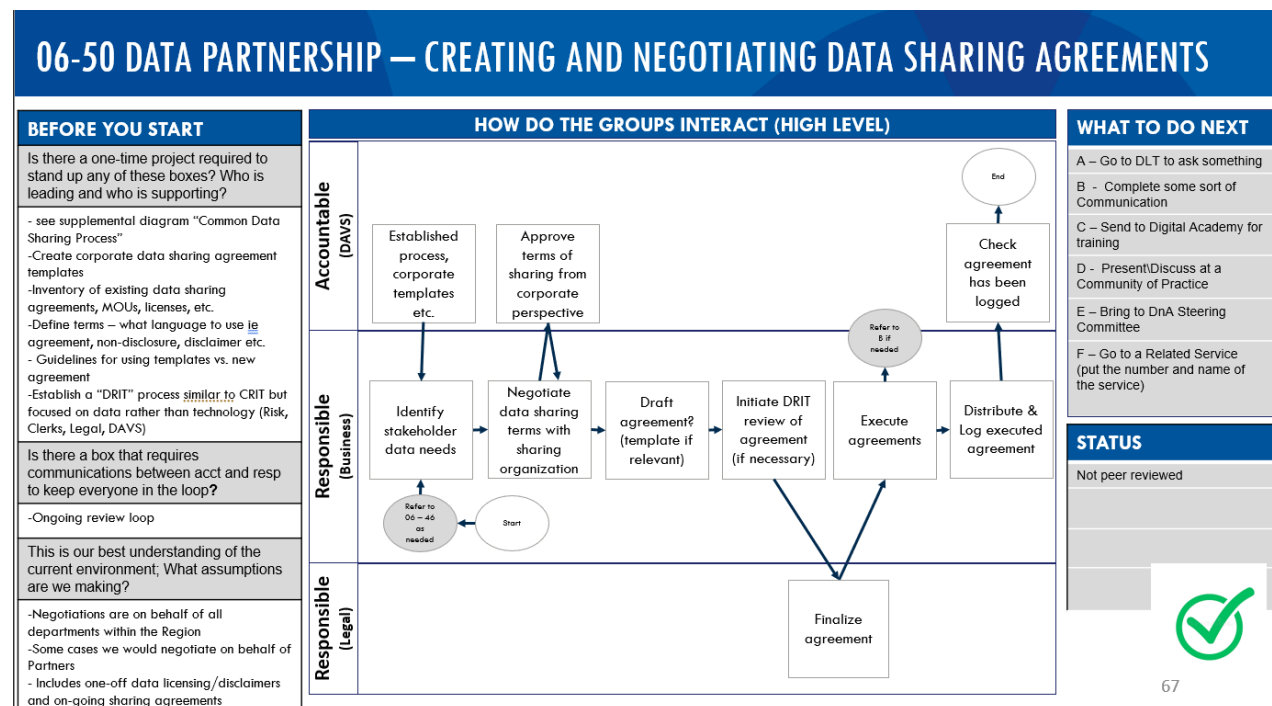 06-50 DATA PARTNERSHIP – CREATING AND NEGOTIATING DATA SHARING AGREEMENTS
BEFORE YOU START
Is there a one-time project required to
stand up any of these boxes? Who is
leading and who is supporting?
- see supplemental diagram “Common Data
Sharing Process”
-Create corporate data sharing agreement
templates
-Inventory of existing data sharing
agreements, MOUs, licenses, etc.
-Define terms – what language to use ie
agreement, non-disclosure, disclaimer etc.
- Guidelines for using templates vs. new
agreement
-Establish a “DRIT” process similar to CRIT but
focused on data rather than technology (Risk,
Clerks, Legal, DAVS)
Is there a box that requires
communications between acct and resp
to keep everyone in the loop?
-Ongoing review loop
This is our best understanding of the
current environment; What assumptions
are we making?
-Negotiations are on behalf of all
departments within the Region
-Some cases we would negotiate on behalf of
Partners
- Includes one-off data licensing/disclaimers
and on-going sharing agreements
HOW DO THE GROUPS INTERACT (HIGH LEVEL)
Accountable
(DAVS)
Established
process,
corporate
templates
etc.
Approve
terms of
sharing from
corporate
perspective
End
Check
agreement
has been
logged
Responsible
(Business)
Refer to
B if
needed
Identify
stakeholder
data needs
Negotiate
data sharing
terms with
sharing
organization
Draft
agreement?
(template if
relevant)
Initiate DRIT
review of
agreement
(if necessary)
Execute
agreements
Distribute &
Log executed
agreement
Refer to
06 – 46
as
needed
Start
Responsible
(Legal)
Finalize
agreement
WHAT TO DO NEXT
A – Go to DLT to ask something
B - Complete some sort of
Communication
C – Send to Digital Academy for
training
D - Present\Discuss at a
Community of Practice
E – Bring to DnA Steering
Committee
F – Go to a Related Service
(put the number and name of
the service)
STATUS
Not peer reviewed
67